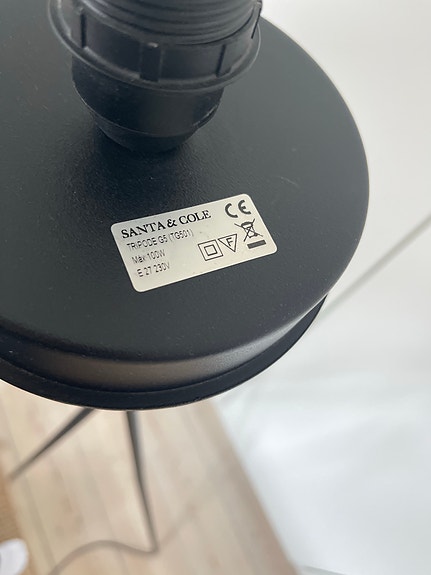 SANTA & COLE
TRIPODE G5 (TG501)
Max 100W
E 27 230V
CE
F